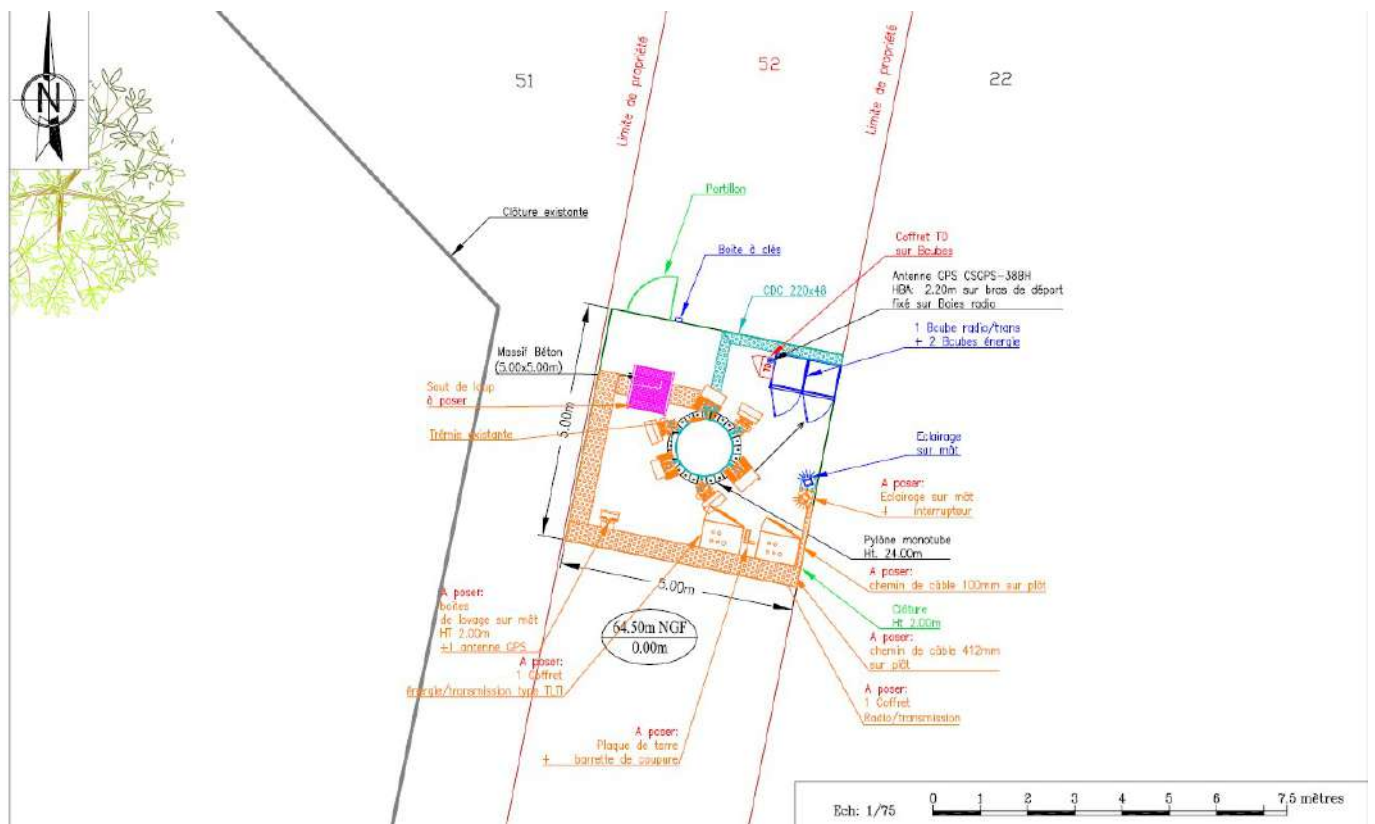 N
51
52
22
Limite de propriété
Limite de propriété
Portillon
Clôture existante
Boite à clés
Coffret TD
sur Bcubes
CDC 220x48
Antenne GPS CSGPS-38BH
HBA: 2.20m sur bras de départ
fixé sur Baies radio
1 Bcube radio/trans
+ 2 Bcubes énergie
Massif Béton
(5.00x5.00m)
TD
Saut de loup
à poser
Trémie existante
5.00m
Eclairage
sur mât
A poser:
Eclairage sur mât
+ interrupteur
Pylône monotube
Ht. 24.00m
A poser:
chemin de câble 100mm sur plôt
5.00m
A poser:
boites
de lovage sur mât
HT 2.00m
+1 antenne GPS
Clôture
Ht 2.00m
64.50m NGF
0.00m
A poser:
chemin de câble 412mm
sur plôt
A poser:
1 Coffret
énergie/transmission type TLTI
A poser:
1 Coffret
Radio/transmission
A poser:
Plaque de terre
+ barrette de coupure
Ech: 1/75
0 1 2 3 4 5 6 7.5 mètres